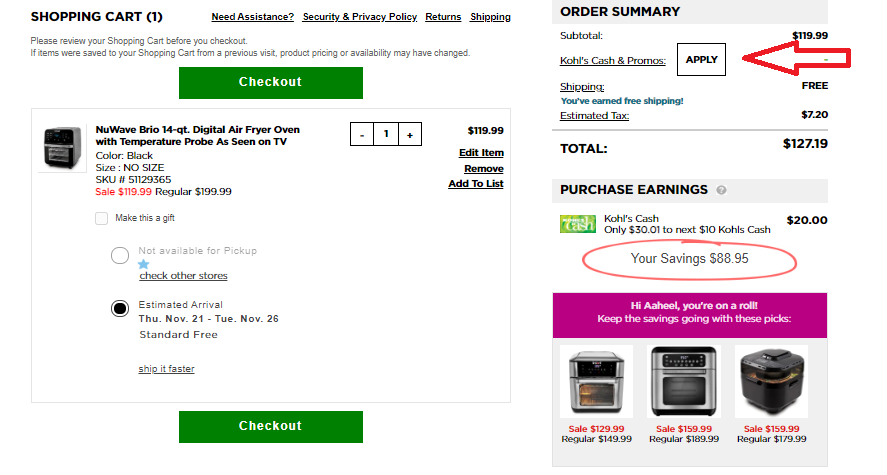 SHOPPING CART (1)
Need Assistance? Security & Privacy Policy Returns Shipping
Please review your Shopping Cart before you checkout.
If items were saved to your Shopping Cart from a previous visit, product pricing or availability may have changed.
Checkout
NuWave Brio 14-qt. Digital Air Fryer Oven
with Temperature Probe As Seen on TV
Color: Black
Size : NO SIZE
SKU # 51129365
Sale $119.99 Regular $199.99
- 1 +
$119.99
Edit Item
Remove
Add To List
Make this a gift
Not available for Pickup
check other stores
Estimated Arrival
Thu. Nov. 21 - Tue. Nov. 26
Standard Free
ship it faster
Checkout
ORDER SUMMARY
Subtotal: $119.99
Kohl's Cash & Promos: APPLY -
Shipping: FREE
You've earned free shipping!
Estimated Tax: $7.20
TOTAL: $127.19
PURCHASE EARNINGS ?
cash
Kohl's Cash $20.00
Only $30.01 to next $10 Kohls Cash
Your Savings $88.95
Hi Aaheel, you're on a roll!
Keep the savings going with these picks:
Sale $129.99 Sale $159.99 Sale $159.99
Regular $149.99 Regular $189.99 Regular $179.99